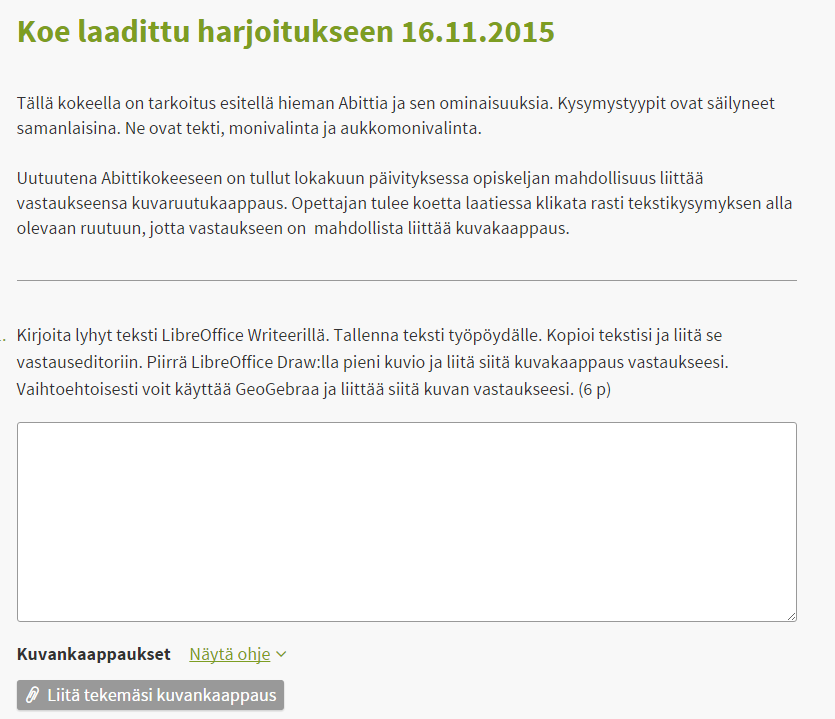 Koe laadittu harjoitukseen 16.11.2015
Tällä kokeella on tarkoitus esitellä hieman Abittia ja sen ominaisuuksia. Kysymystyypit ovat säilyneet
samanlaisina. Ne ovat tekti, monivalinta ja aukkomonivalinta.
Uutuutena Abittikokeeseen on tullut lokakuun päivityksessa opiskeljan mahdollisuus liittää
vastaukseensa kuvaruutukaappaus. Opettajan tulee koetta laatiessa klikata rasti tekstikysymyksen alla
olevaan ruutuun, jotta vastaukseen on  mahdollista liittää kuvakaappaus.
. Kirjoita lyhyt teksti LibreOffice Writeerillä. Tallenna teksti työpöydälle. Kopioi tekstisi ja liitä se
vastauseditoriin. Piirrä LibreOffice Draw:lla pieni kuvio ja liitä siitä kuvakaappaus vastaukseesi.
Vaihtoehtoisesti voit käyttää GeoGebraa ja liittää siitä kuvan vastaukseesi. (6 p)
Kuvankaappaukset Näytä ohje
Liitä tekemäsi kuvankaappaus